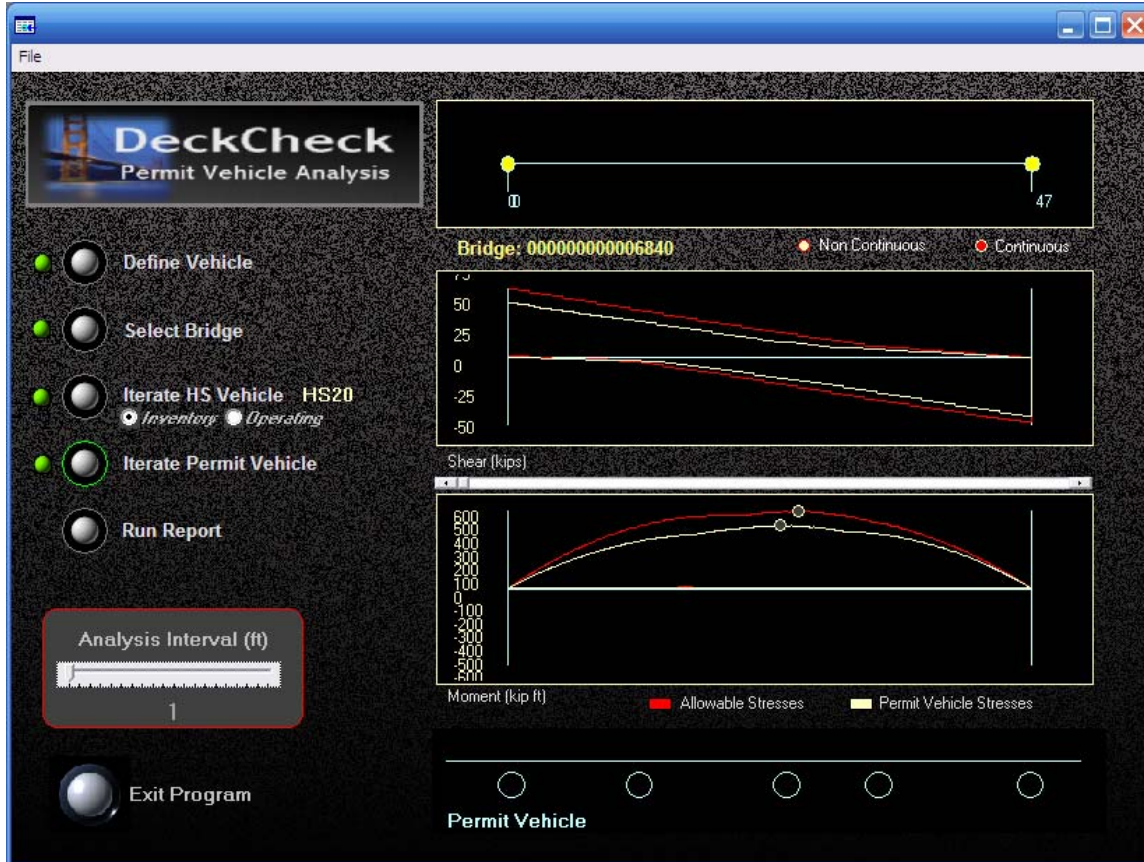 File
DeckCheck
Permit Vehicle Analysis
0
47
Bridge: 000000000006840
Non Continuous
Continuous
Define Vehicle
Select Bridge
Iterate HS Vehicle HS20
Inventory Operating
Iterate Permit Vehicle
Run Report
75
50
25
0
-25
-50
Shear (kips)
600
500
400
300
200
100
0
-100
-200
-300
-400
-500
-600
Moment (kip ft)
Allowable Stresses
Permit Vehicle Stresses
Analysis Interval (ft)
1
Exit Program
Permit Vehicle